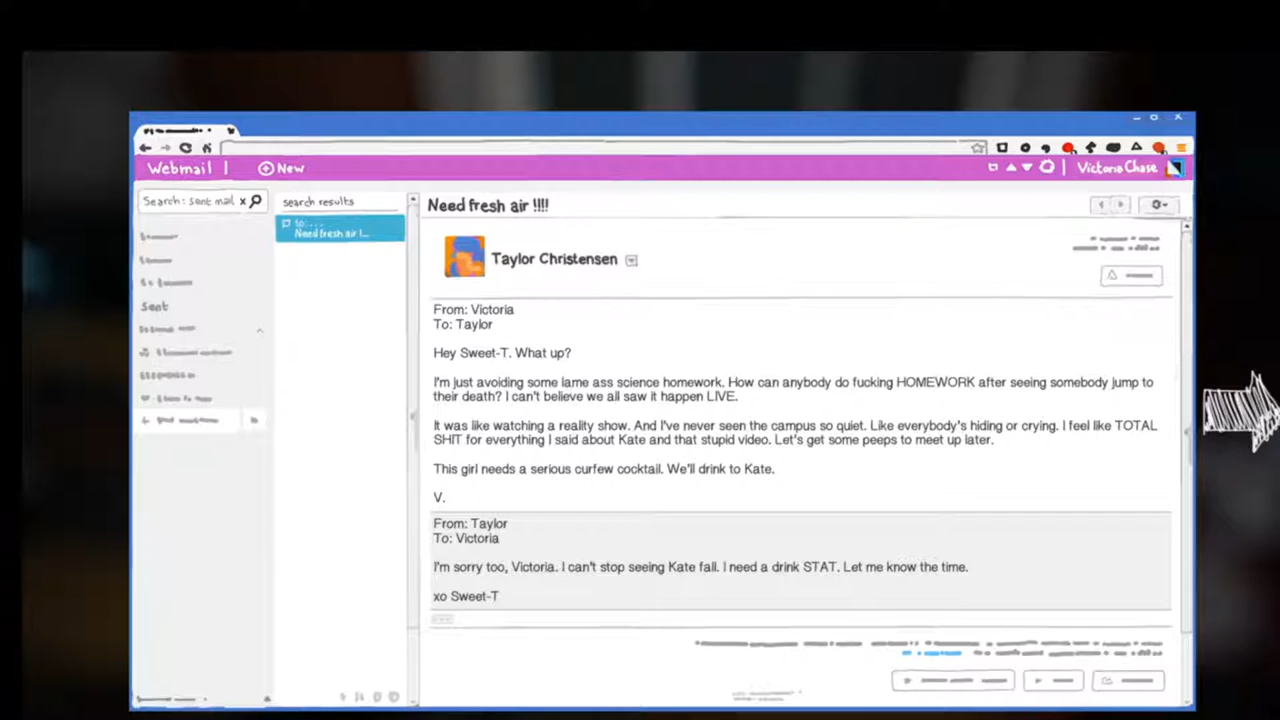 Webmail
New
Victoria Chase
Search: sent mail x
search results
Need fresh air !!!!
to:....
Need fresh air !...
Taylor Christensen
Sent
From: Victoria
To: Taylor
Hey Sweet-T. What up?
I'm just avoiding some lame ass science homework. How can anybody do fucking HOMEWORK after seeing somebody jump to
their death? I can't believe we all saw it happen LIVE.
It was like watching a reality show. And I've never seen the campus so quiet. Like everybody's hiding or crying. I feel like TOTAL
SHIT for everything I said about Kate and that stupid video. Let's get some peeps to meet up later.
This girl needs a serious curfew cocktail. We'll drink to Kate.
V.
From: Taylor
To: Victoria
I'm sorry too, Victoria. I can't stop seeing Kate fall. I need a drink STAT. Let me know the time.
xo Sweet-T